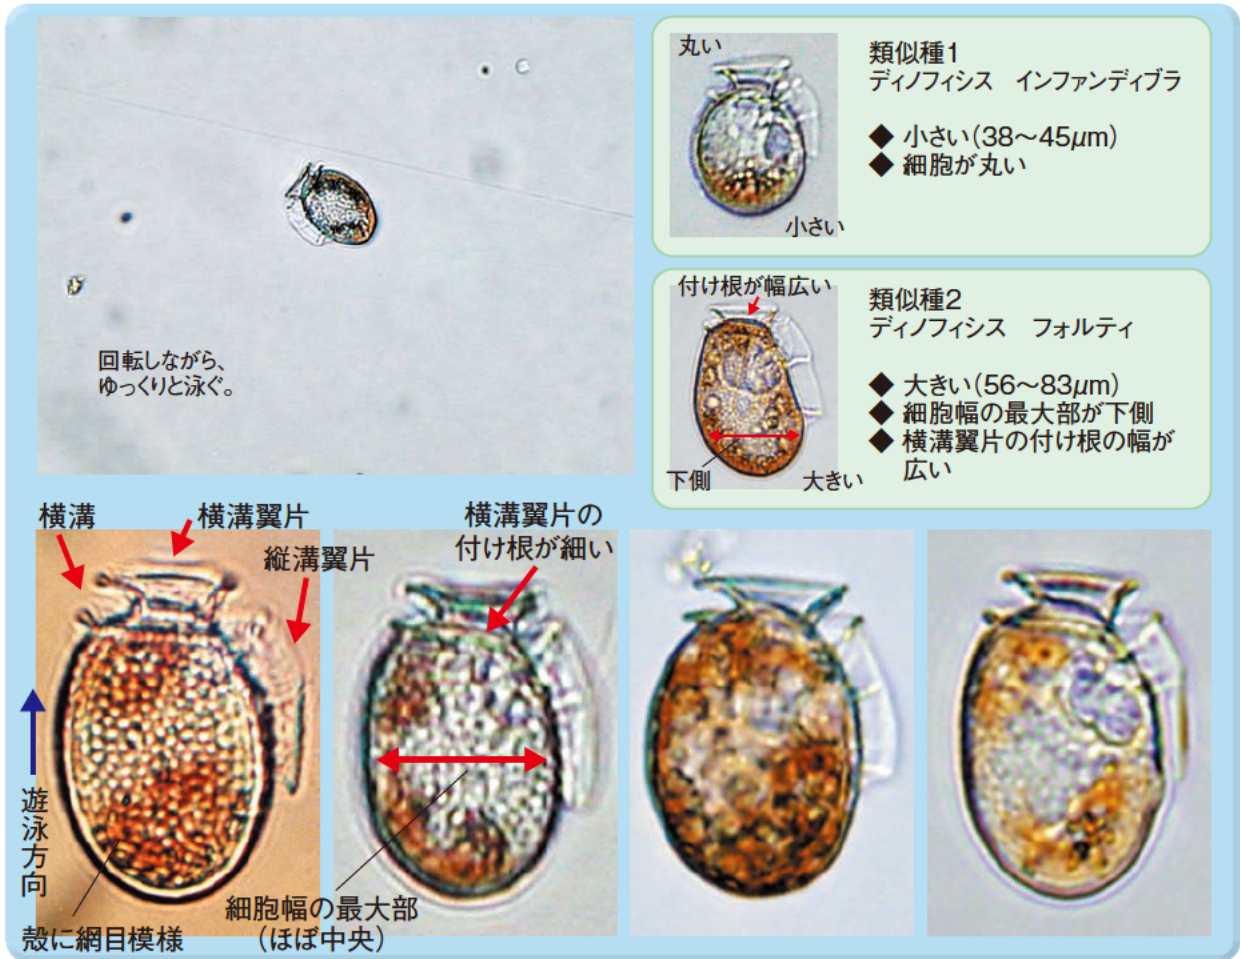 回転しながら、
ゆっくりと泳ぐ。
丸い
小さい
類似種1
ディノフィシス　インファンディブラ
◆ 小さい(38～45μm)
◆ 細胞が丸い
付け根が幅広い
下側
大きい
類似種2
ディノフィシス　フォルティ
◆ 大きい(56～83μm)
◆ 細胞幅の最大部が下側
◆ 横溝翼片の付け根の幅が
広い
横溝
横溝翼片
縦溝翼片
横溝翼片の
付け根が細い
遊泳方向
殻に網目模様
細胞幅の最大部
(ほぼ中央)